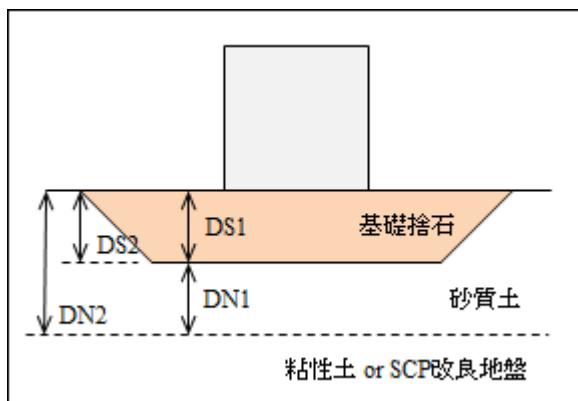 DS1
基礎捨石
DS2
DN1
砂質土
DN2
粘性土 or SCP改良地盤